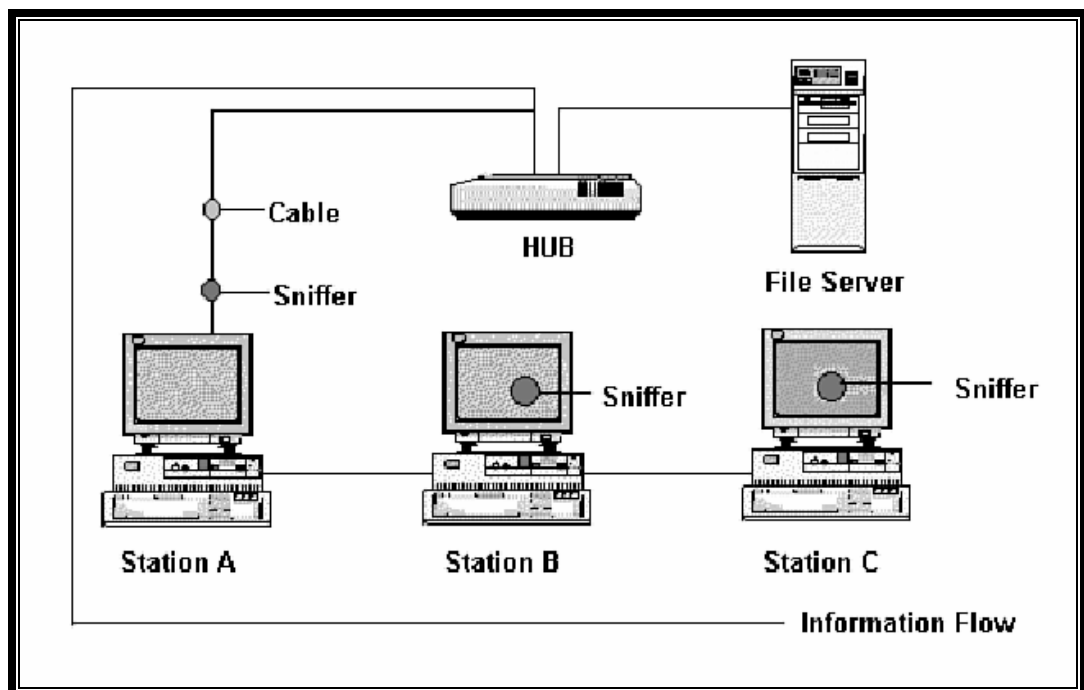 Cable
HUB
File Server
Sniffer
Sniffer
Sniffer
Station A
Station B
Station C
Information Flow